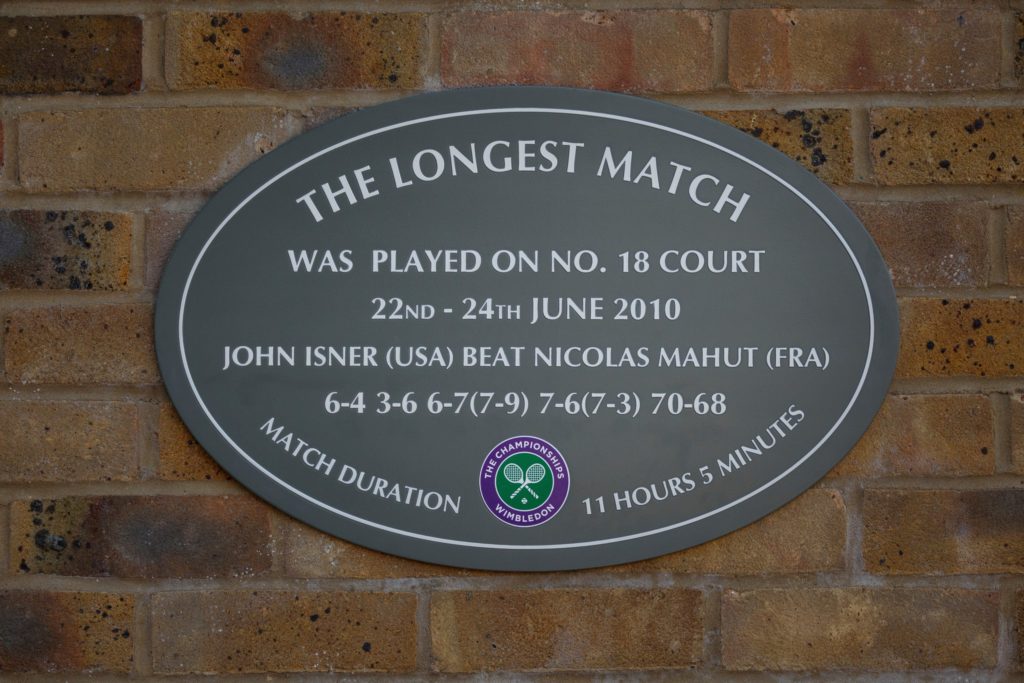 THE LONGEST MATCH
WAS PLAYED ON NO. 18 COURT
22ND - 24TH JUNE 2010
JOHN ISNER (USA) BEAT NICOLAS MAHUT (FRA)
6-4 3-6 6-7(7-9) 7-6(7-3) 70-68
MATCH DURATION
THE CHAMPIONSHIPS
WIMBLEDON
11 HOURS 5 MINUTES